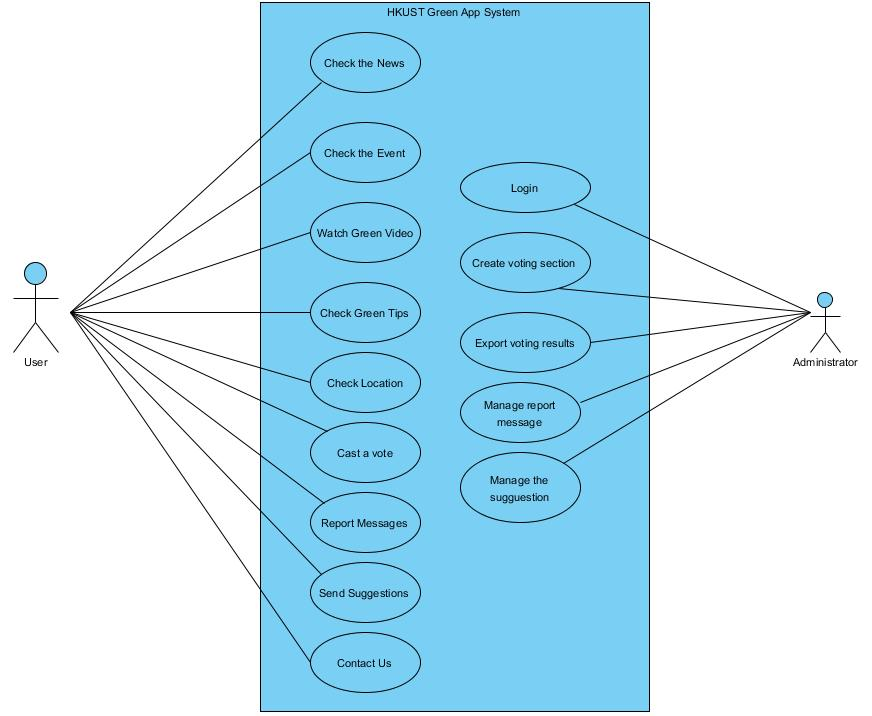 HKUST Green App System
Check the News
Check the Event
Watch Green Video
Check Green Tips
Check Location
Cast a vote
Report Messages
Send Suggestions
Contact Us
Login
Create voting section
Export voting results
Manage report
message
Manage the
sugguestion
User
Administrator